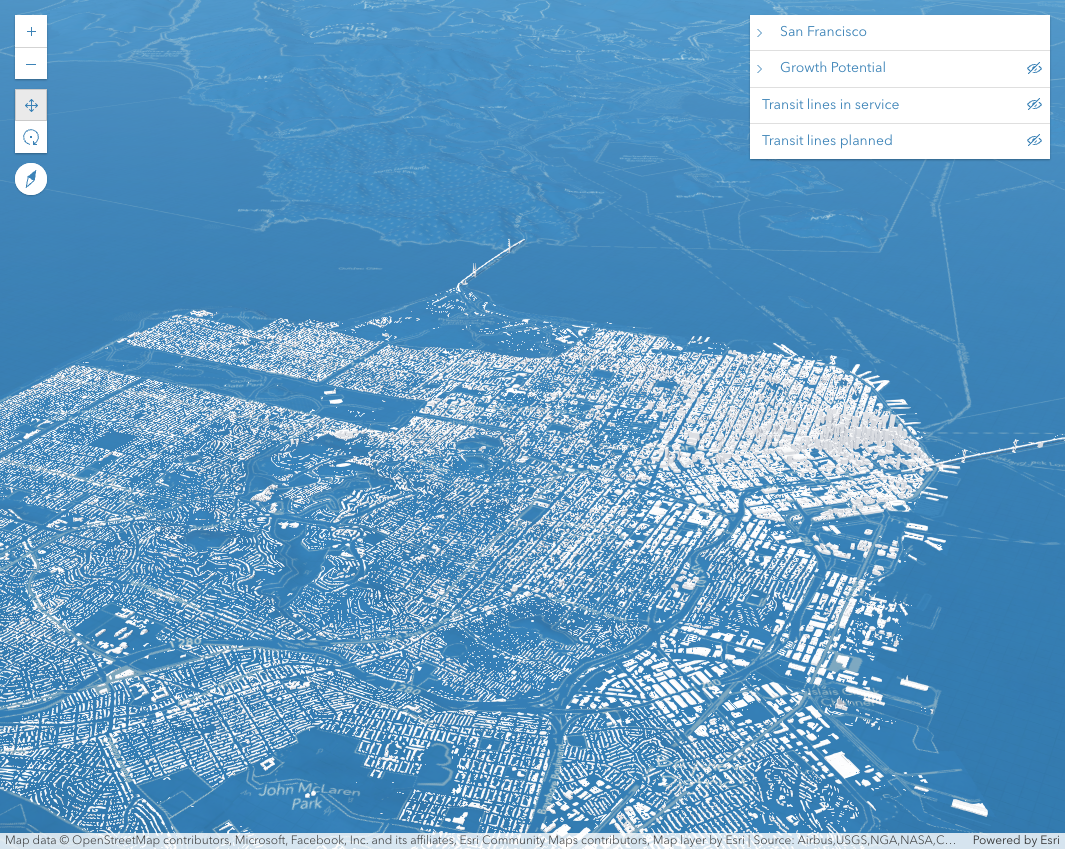 San Francisco
Growth Potential
Transit lines in service
Transit lines planned
John McLaren
Park
Map data © OpenStreetMap contributors, Microsoft, Facebook, Inc. and its affiliates, Esri Community Maps contributors, Map layer by Esri | Source: Airbus,USGS,NGA,NASA,C… Powered by Esri